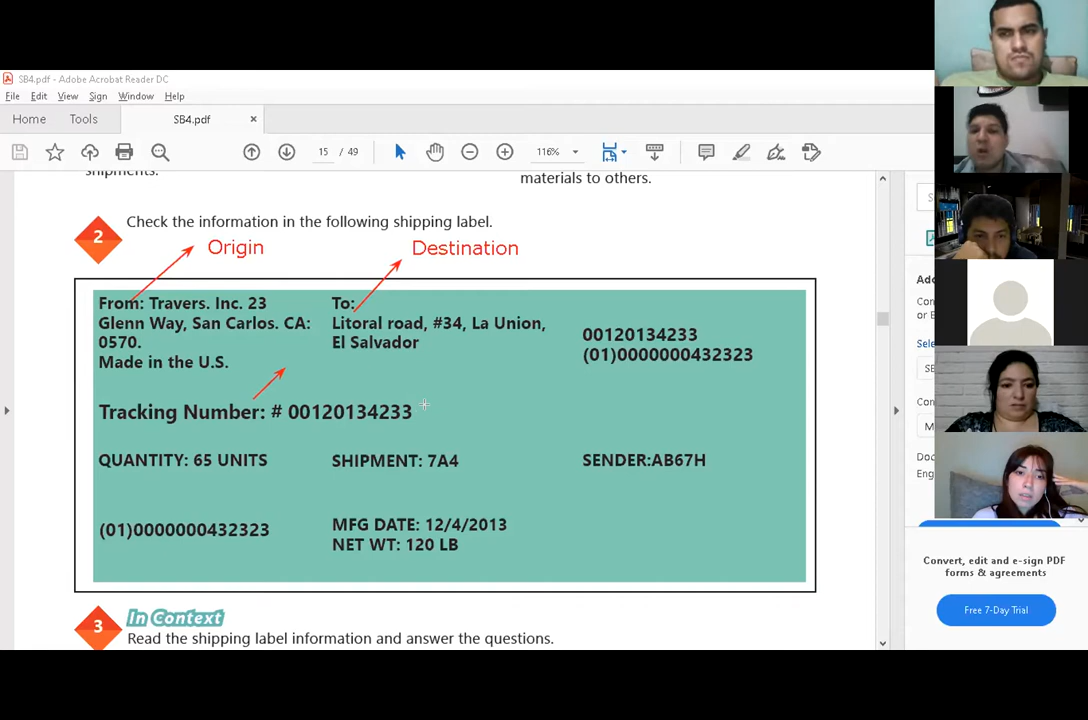 SB4.pdf - Adobe Acrobat Reader DC
File Edit View Sign Window Help
Home Tools SB4.pdf ×
15 / 49 116%
shipments.
materials to others.
2 Check the information in the following shipping label.
Origin Destination
From: Travers. Inc. 23
Glenn Way, San Carlos. CA:
0570.
Made in the U.S.
To:
Litoral road, #34, La Union,
El Salvador
00120134233
(01)0000000432323
Tracking Number: # 00120134233
QUANTITY: 65 UNITS SHIPMENT: 7A4 SENDER:AB67H
(01)0000000432323
MFG DATE: 12/4/2013
NET WT: 120 LB
3 In Context
Read the shipping label information and answer the questions.
Convert, edit and e-sign PDF
forms & agreements
Free 7-Day Trial